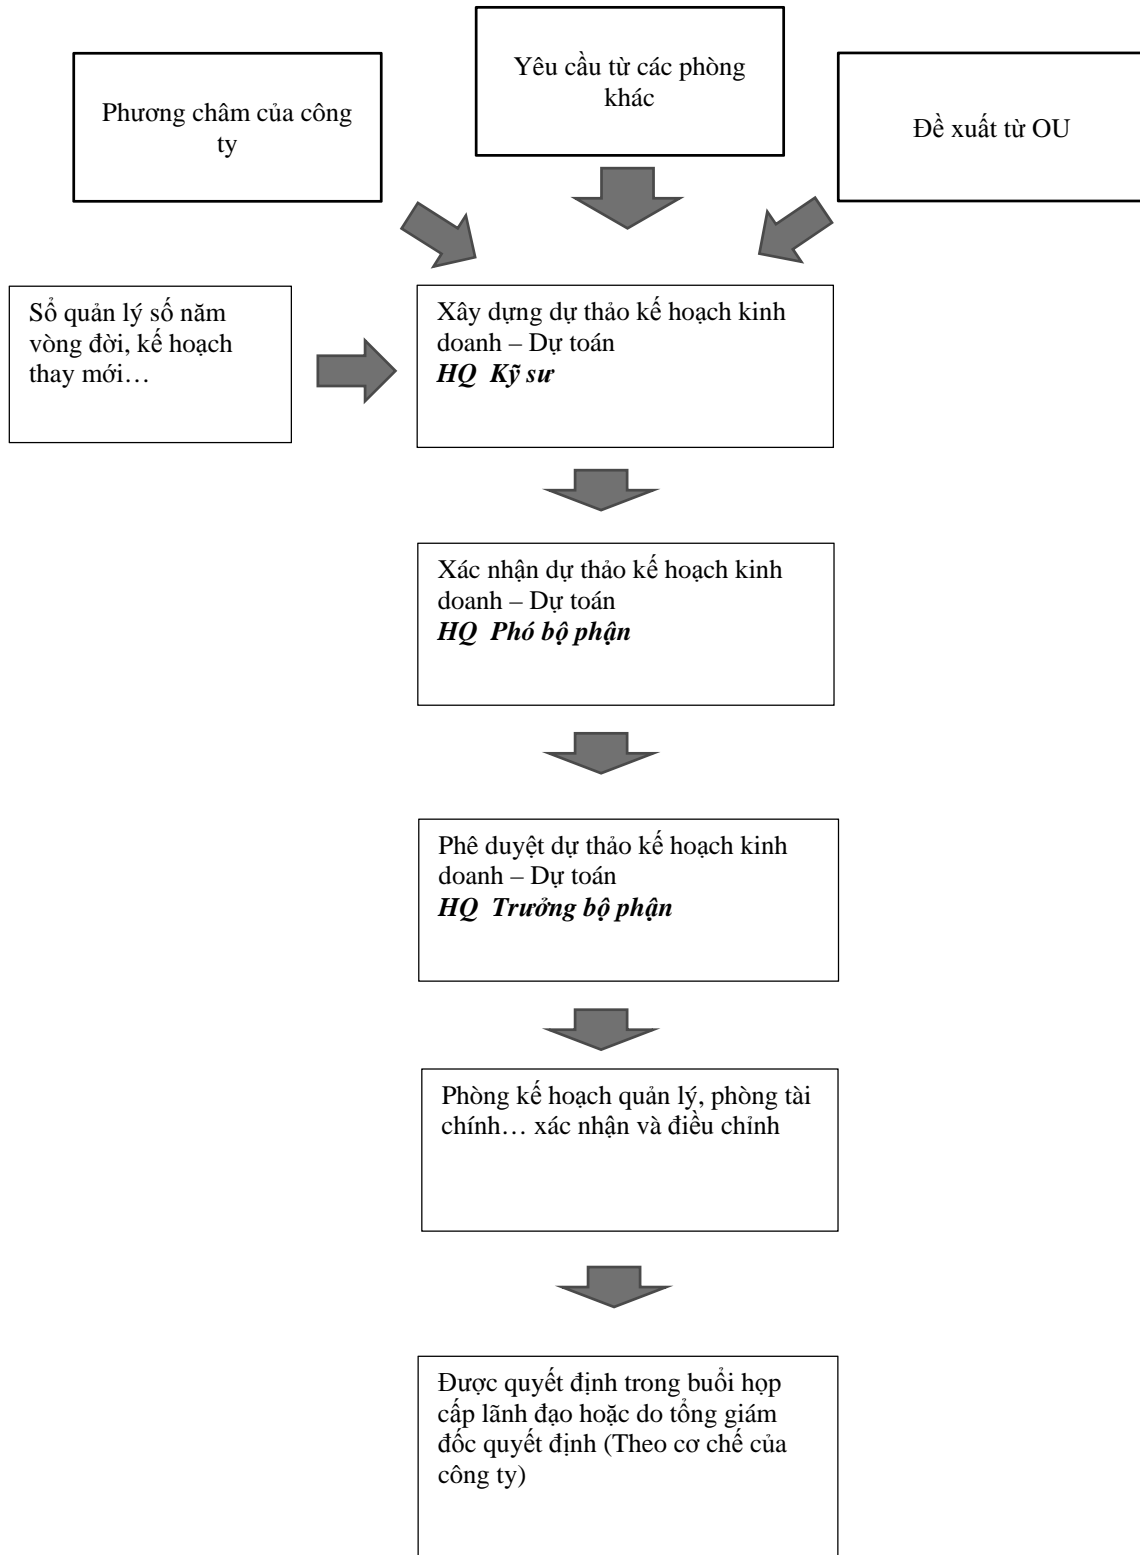 Phương châm của công
ty
Yêu cầu từ các phòng
khác
Đề xuất từ OU
Sổ quản lý số năm
vòng đời, kế hoạch
thay mới…
Xây dựng dự thảo kế hoạch kinh
doanh – Dự toán
HQ  Kỹ sư
Xác nhận dự thảo kế hoạch kinh
doanh – Dự toán
HQ  Phó bộ phận
Phê duyệt dự thảo kế hoạch kinh
doanh – Dự toán
HQ  Trưởng bộ phận
Phòng kế hoạch quản lý, phòng tài
chính… xác nhận và điều chỉnh
Được quyết định trong buổi họp
cấp lãnh đạo hoặc do tổng giám
đốc quyết định (Theo cơ chế của
công ty)